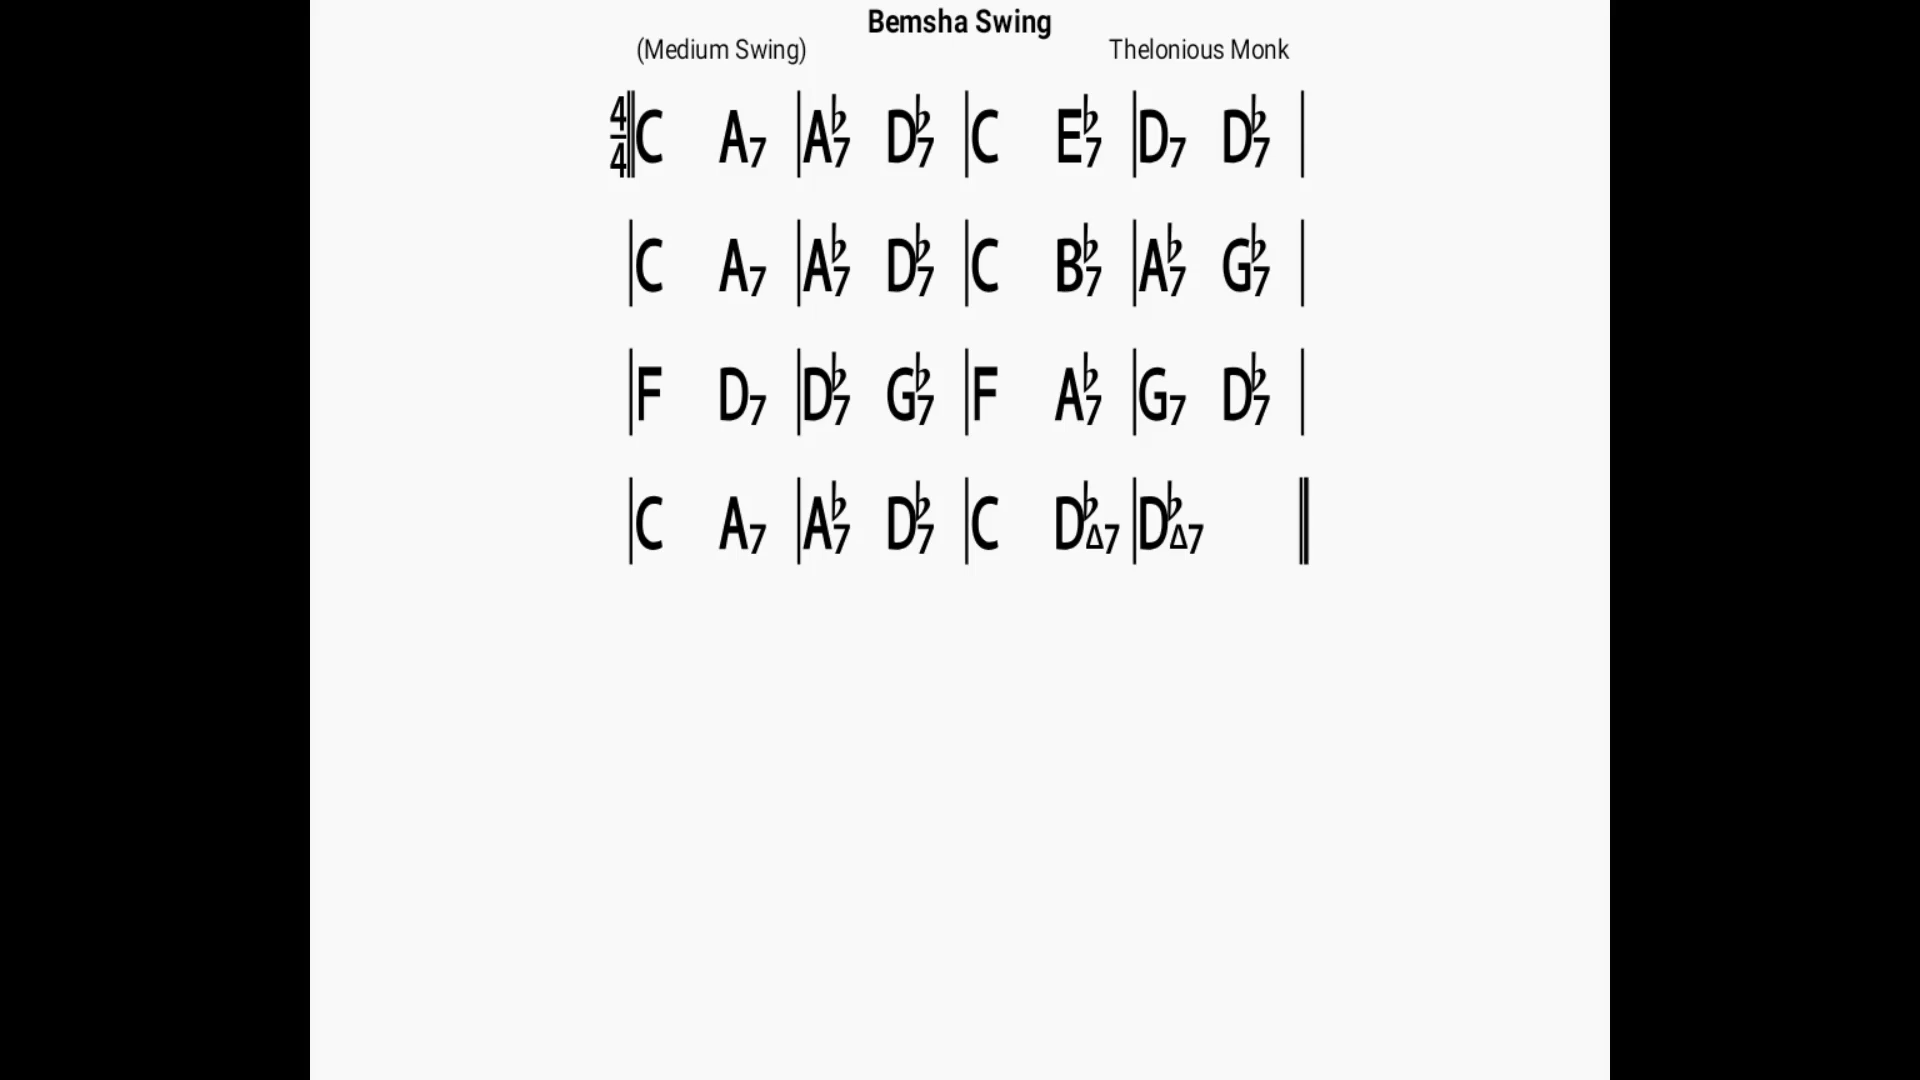 Bemsha Swing
(Medium Swing) Thelonious Monk
4/4 C A7 | A♭7 D♭7 | C E♭7 | D7 D♭7 |
| C A7 | A♭7 D♭7 | C B♭7 | A♭7 G♭7 |
| F D7 | D♭7 G♭7 | F A♭7 | G7 D♭7 |
| C A7 | A♭7 D♭7 | C D♭Δ7 | D♭Δ7 ‖